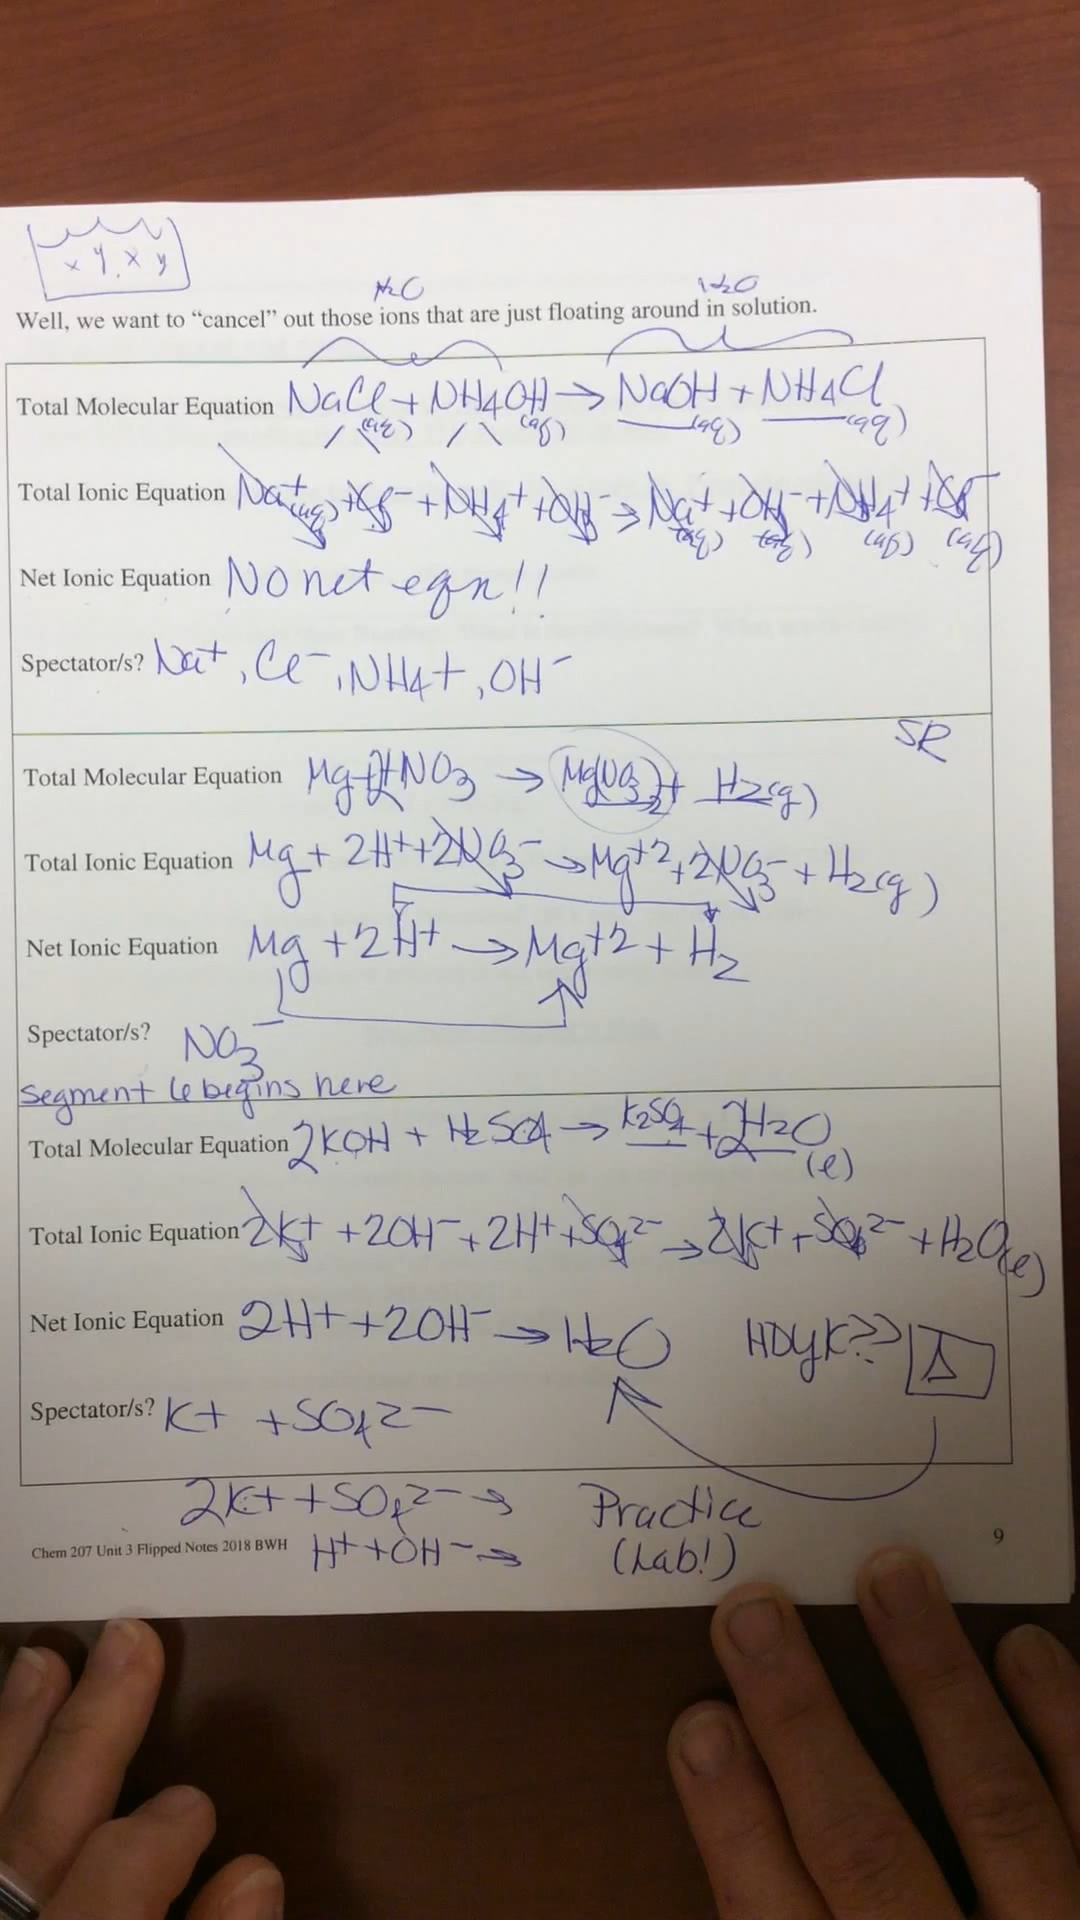 x y, x y
H2O H2O
Well, we want to “cancel” out those ions that are just floating around in solution.
Total Molecular Equation NaCl + NH4OH → NaOH + NH4Cl
(aq) (aq) (aq) (aq)
Total Ionic Equation Na+ + Cl- + NH4+ + OH- → Na+ + OH- + NH4+ + Cl-
(aq) (aq) (aq) (aq) (aq)
Net Ionic Equation No net eqn!!
Spectator/s? Na+, Cl-, NH4+, OH-
SR
Total Molecular Equation Mg + 2HNO3 → Mg(NO3)2 + H2(g)
Total Ionic Equation Mg + 2H+ + 2NO3- → Mg+2 + 2NO3- + H2(g)
Net Ionic Equation Mg + 2H+ → Mg+2 + H2
Spectator/s? NO3-
Segment 6 begins here
Total Molecular Equation 2KOH + H2SO4 → K2SO4 + 2H2O
(l)
Total Ionic Equation 2K+ + 2OH- + 2H+ + SO42- → 2K+ + SO42- + H2O(l)
Net Ionic Equation 2H+ + 2OH- → H2O HDYK?? Δ
Spectator/s? K+ + SO42-
2K+ + SO42- → Practice
Chem 207 Unit 3 Flipped Notes 2018 BWH H+ + OH- → (Lab!) 9